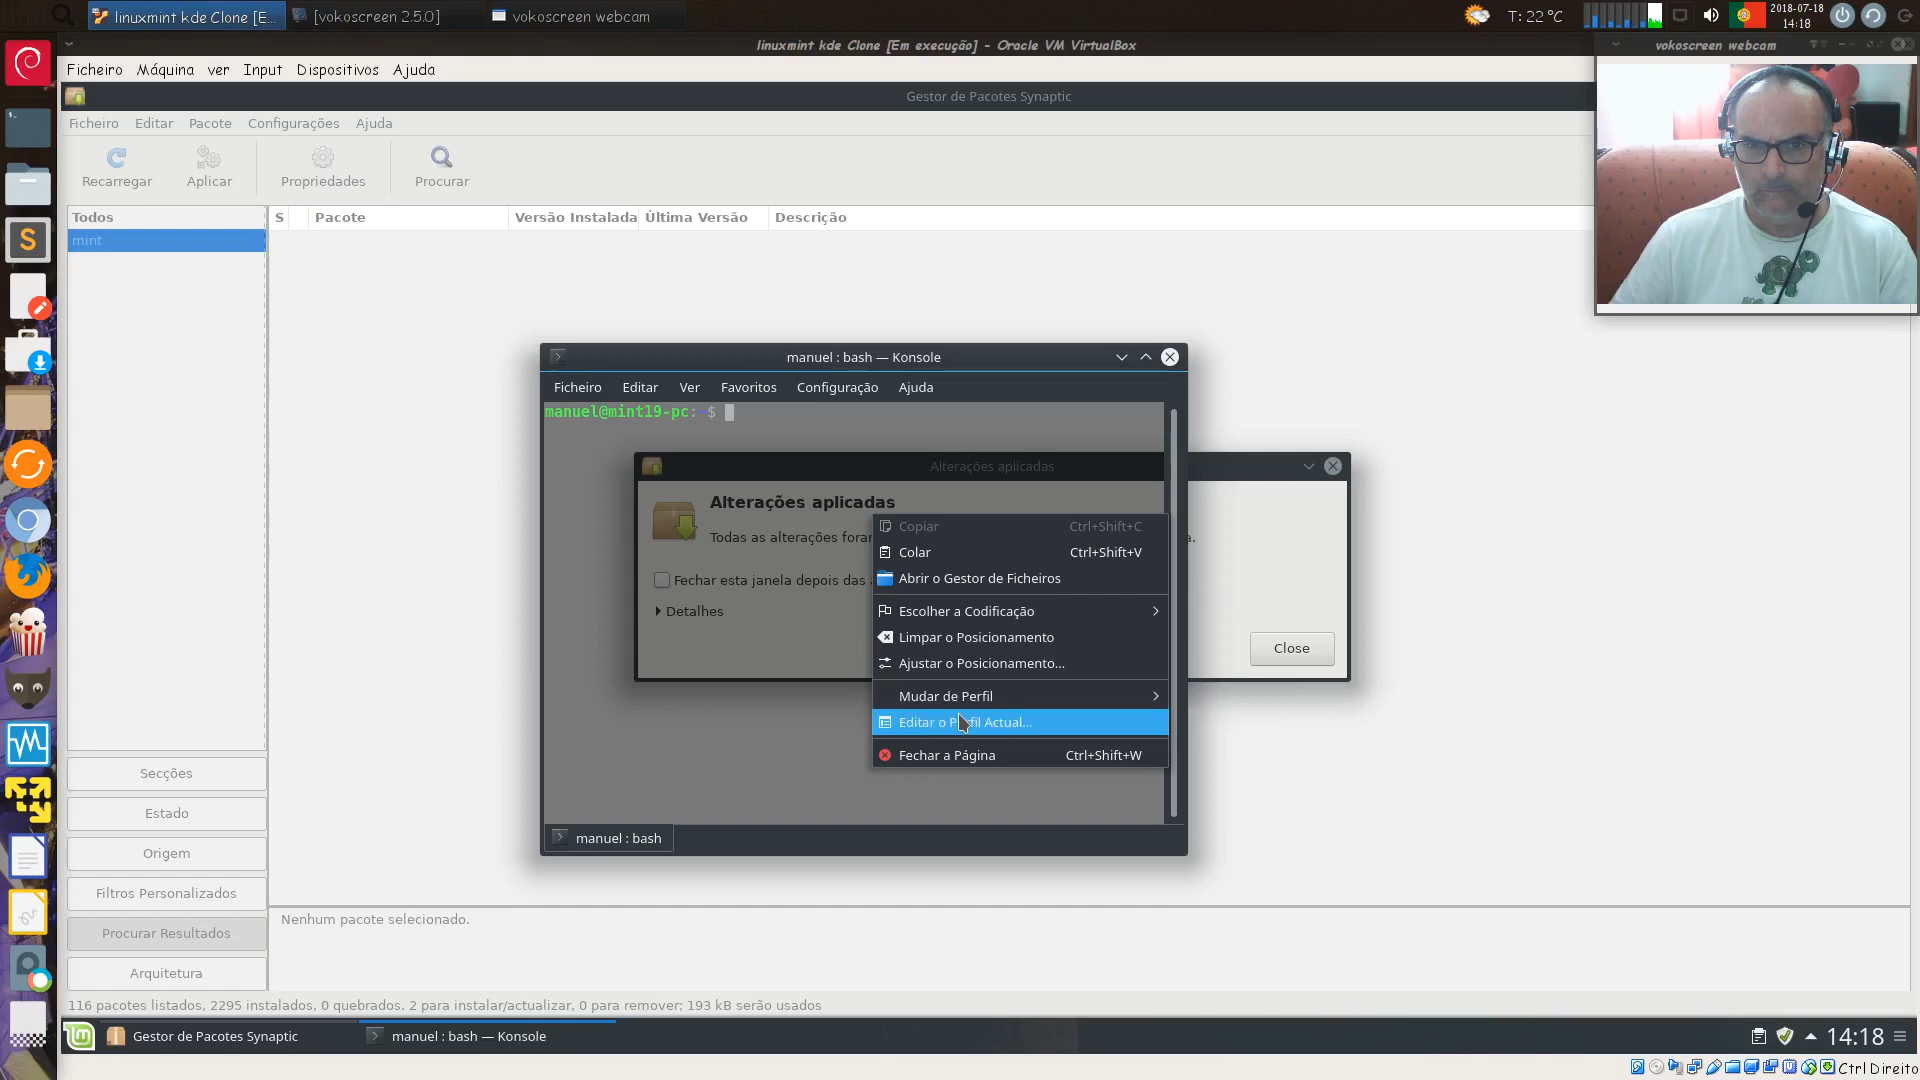 linuxmint kde Clone [E...
[vokoscreen 2.5.0]
vokoscreen webcam
T: 22 °C
2018-07-18
14:18
linuxmint kde Clone [Em execução] - Oracle VM VirtualBox
vokoscreen webcam
Ficheiro Máquina ver Input Dispositivos Ajuda
Gestor de Pacotes Synaptic
Ficheiro Editar Pacote Configurações Ajuda
Recarregar Aplicar Propriedades Procurar
Todos
S Pacote Versão Instalada Última Versão Descrição
mint
S
manuel : bash — Konsole
Ficheiro Editar Ver Favoritos Configuração Ajuda
manuel@mint19-pc:~$
Alterações aplicadas
Alterações aplicadas
Todas as alterações foram
a.
Fechar esta janela depois das
Detalhes
Close
Copiar Ctrl+Shift+C
Colar Ctrl+Shift+V
Abrir o Gestor de Ficheiros
Escolher a Codificação
Limpar o Posicionamento
Ajustar o Posicionamento...
Mudar de Perfil
Editar o Perfil Actual...
Fechar a Página Ctrl+Shift+W
manuel : bash
Secções
Estado
Origem
Filtros Personalizados
Procurar Resultados
Arquitetura
Nenhum pacote selecionado.
116 pacotes listados, 2295 instalados, 0 quebrados. 2 para instalar/actualizar, 0 para remover; 193 kB serão usados
Gestor de Pacotes Synaptic
manuel : bash — Konsole
14:18
Ctrl Direito